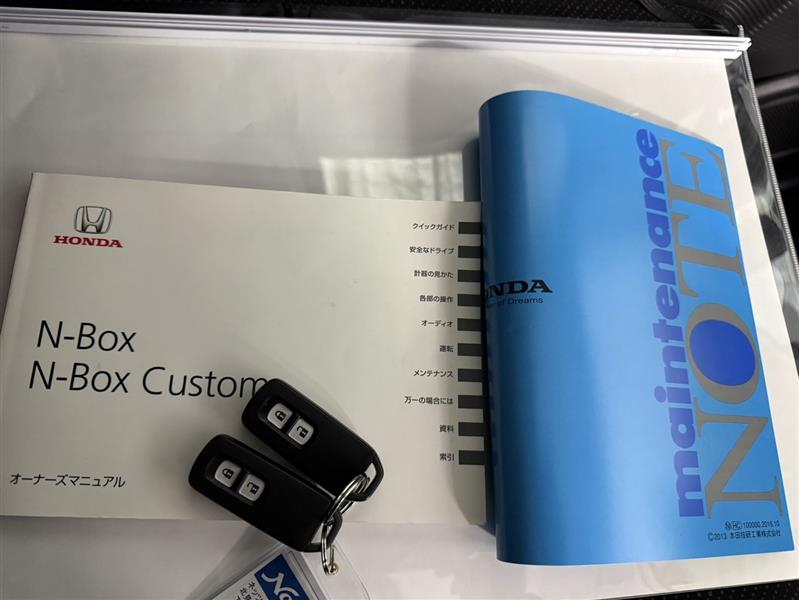 HONDA
N-Box
N-Box Custom
オーナーズマニュアル
クイックガイド
安全なドライブ
計器の見かた
各部の操作
オーディオ
運転
メンテナンス
万一の場合には
資料
索引
NDA
of Dreams
maintenance
NOTE
100000.2016.10
©2013 本田技研工業株式会社